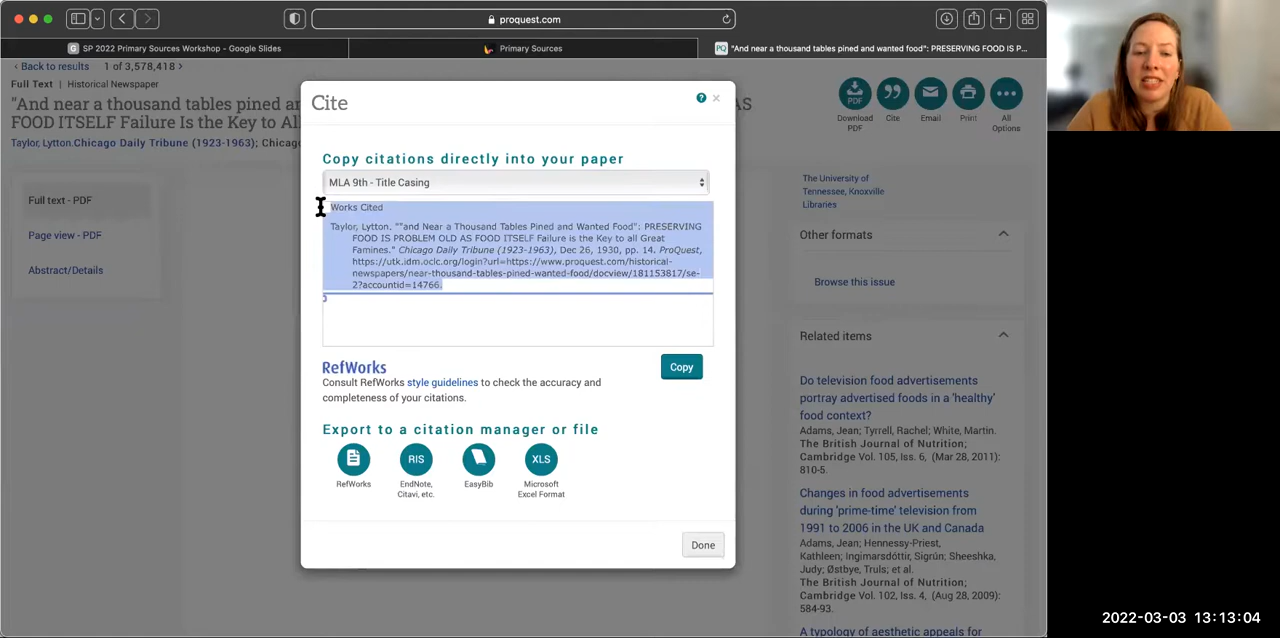 proquest.com
SP 2022 Primary Sources Workshop - Google Slides
Primary Sources
PQ
"And near a thousand tables pined and wanted food": PRESERVING FOOD IS P...
Back to results 1 of 3,578,418
Full Text | Historical Newspaper
"And near a thousand tables pined an
AS
FOOD ITSELF Failure Is the Key to All
Taylor, Lytton. Chicago Daily Tribune (1923-1963); Chicag
PDF
Download PDF
Cite
Email
Print
All Options
Full text - PDF
Page view - PDF
Abstract/Details
Cite
Copy citations directly into your paper
MLA 9th - Title Casing
Works Cited
Taylor, Lytton. ""and Near a Thousand Tables Pined and Wanted Food": PRESERVING
FOOD IS PROBLEM OLD AS FOOD ITSELF Failure is the Key to all Great
Famines." Chicago Daily Tribune (1923-1963), Dec 26, 1930, pp. 14. ProQuest,
https://utk.idm.oclc.org/login?url=https://www.proquest.com/historical-
newspapers/near-thousand-tables-pined-wanted-food/docview/181153817/se-
2?accountid=14766.
RefWorks
Copy
Consult RefWorks style guidelines to check the accuracy and
completeness of your citations.
Export to a citation manager or file
RIS
XLS
RefWorks
EndNote, Citavi, etc.
EasyBib
Microsoft Excel Format
Done
The University of
Tennessee, Knoxville
Libraries
Other formats
Browse this issue
Related items
Do television food advertisements
portray advertised foods in a 'healthy'
food context?
Adams, Jean; Tyrrell, Rachel; White, Martin.
The British Journal of Nutrition;
Cambridge Vol. 105, Iss. 6, (Mar 28, 2011):
810-5.
Changes in food advertisements
during 'prime-time' television from
1991 to 2006 in the UK and Canada
Adams, Jean; Hennessy-Priest,
Kathleen; Ingimarsdóttir, Sigrún; Sheeshka,
Judy; Østbye, Truls; et al.
The British Journal of Nutrition;
Cambridge Vol. 102, Iss. 4, (Aug 28, 2009):
584-93.
A typology of aesthetic appeals for
2022-03-03 13:13:04